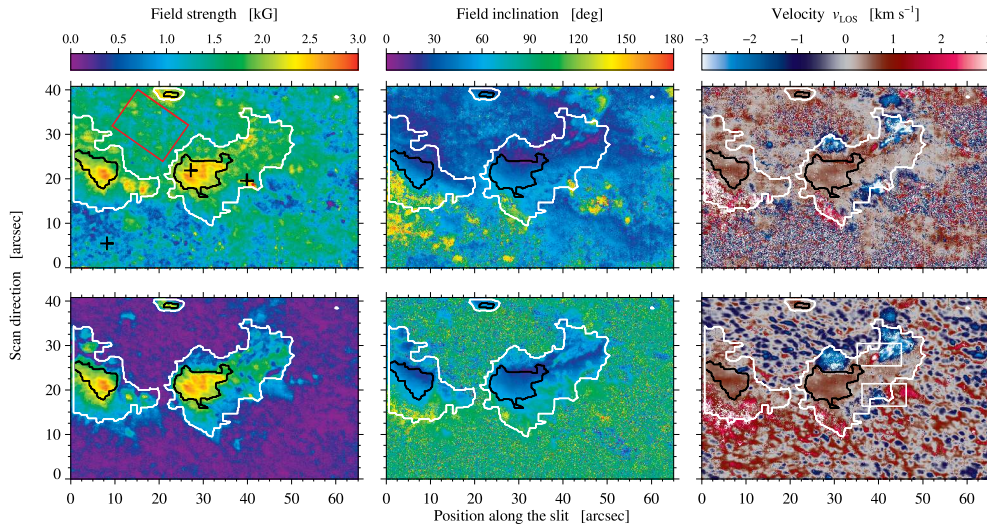 Field strength [kG]
Field inclination [deg]
Velocity vLOS [km s−1]
0.0 0.5 1.0 1.5 2.0 2.5 3.0
0 30 60 90 120 150 180
−3 −2 −1 0 1 2 3
40
30
20
10
0
Scan direction [arcsec]
40
30
20
10
0
0 10 20 30 40 50 60
0 10 20 30 40 50 60
0 10 20 30 40 50 60
Position along the slit [arcsec]